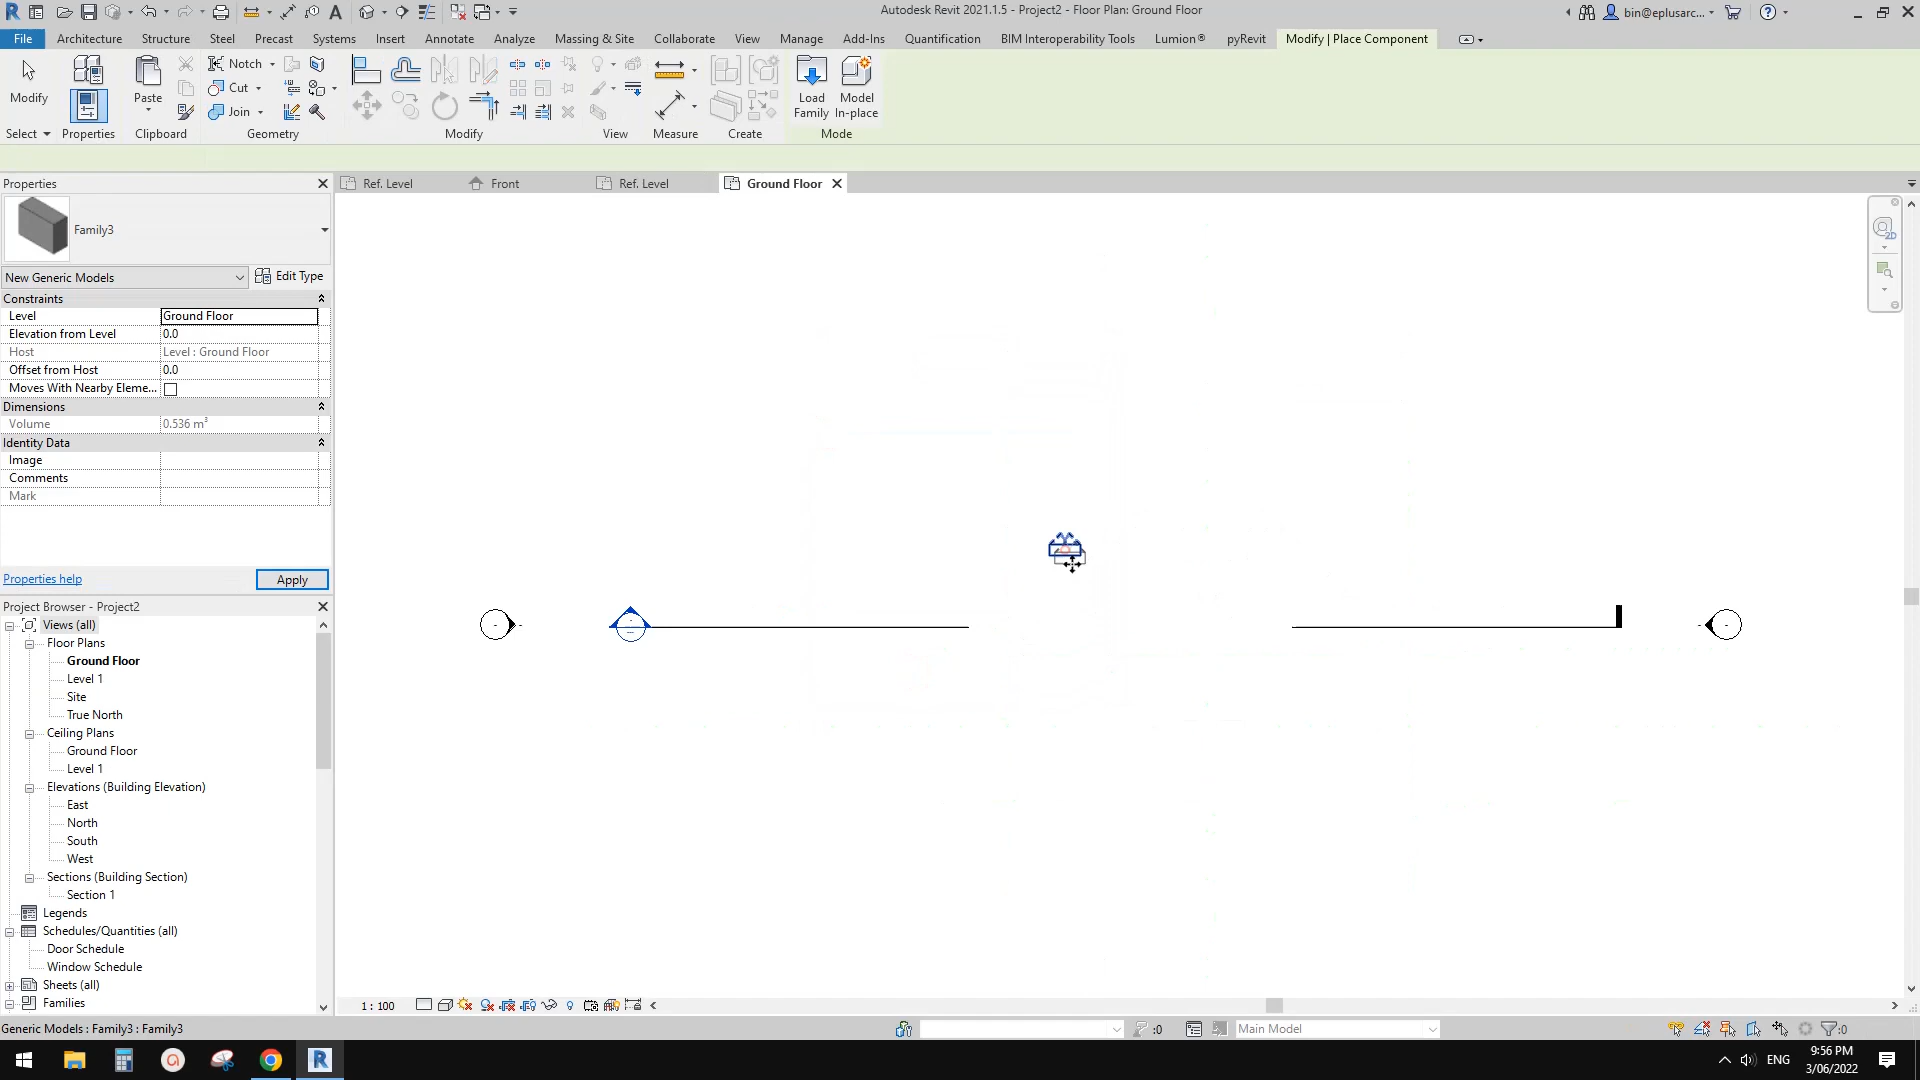 Autodesk Revit 2021.1.5 - Project2 - Floor Plan: Ground Floor
bin@eplusarc...
File Architecture Structure Steel Precast Systems Insert Annotate Analyze Massing & Site Collaborate View Manage Add-Ins Quantification BIM Interoperability Tools Lumion® pyRevit Modify | Place Component
Modify
Paste
Notch
Cut
Join
Load Family
Model In-place
Select Properties Clipboard Geometry Modify View Measure Create Mode
Properties
Ref. Level Front Ref. Level Ground Floor
Family3
New Generic Models Edit Type
Constraints
Level Ground Floor
Elevation from Level 0.0
Host Level : Ground Floor
Offset from Host 0.0
Moves With Nearby Eleme...
Dimensions
Volume 0.536 m³
Identity Data
Image
Comments
Mark
Properties help Apply
Project Browser - Project2
Views (all)
Floor Plans
Ground Floor
Level 1
Site
True North
Ceiling Plans
Ground Floor
Level 1
Elevations (Building Elevation)
East
North
South
West
Sections (Building Section)
Section 1
Legends
Schedules/Quantities (all)
Door Schedule
Window Schedule
Sheets (all)
Families
2D
1 : 100
Generic Models : Family3 : Family3
:0
Main Model
:0
ENG
9:56 PM
3/06/2022